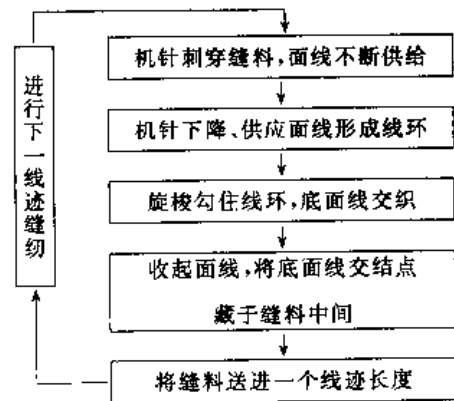 机针刺穿缝料,面线不断供给
机针下降、供应面线形成线环
旋梭勾住线环,底面线交织
收起面线,将底面线交结点
藏于缝料中间
将缝料送进一个线迹长度
进行下一线迹缝纫